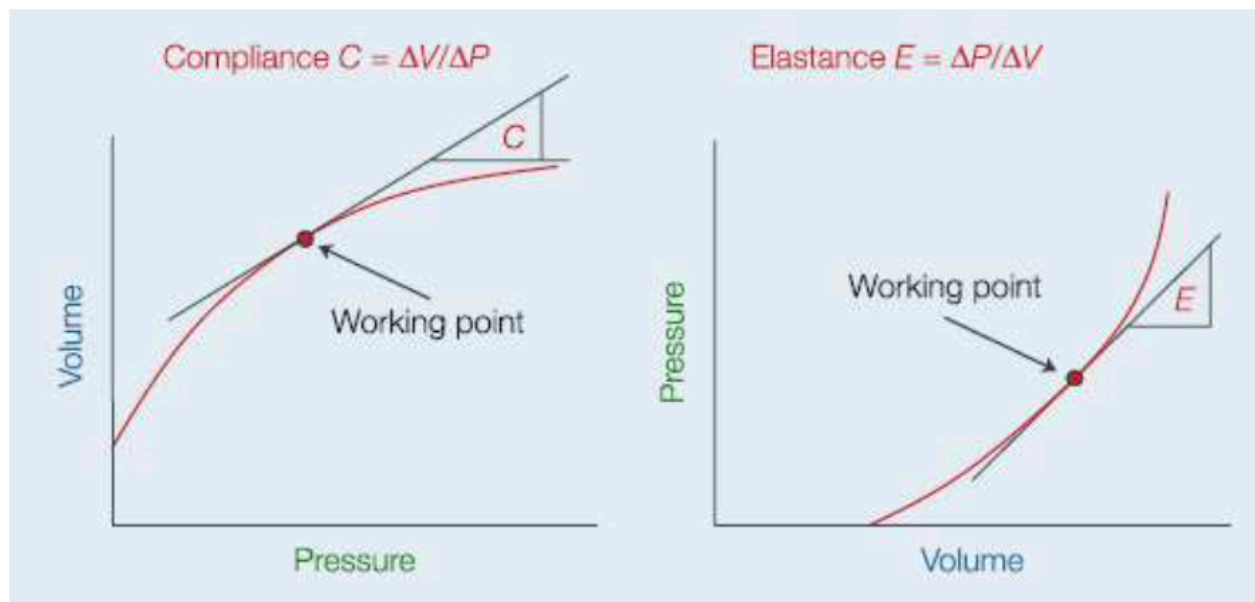 Compliance C = ΔV/ΔP
C
Working point
Volume
Pressure
Elastance E = ΔP/ΔV
Working point
E
Pressure
Volume